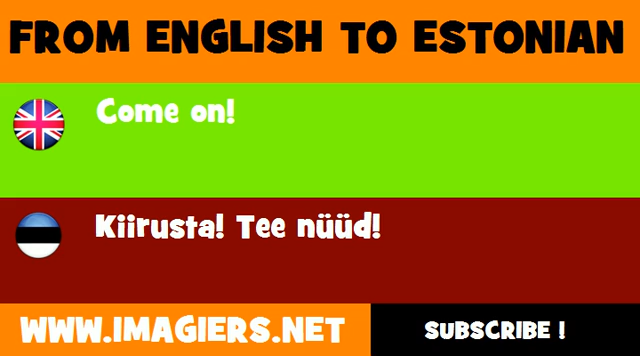 FROM ENGLISH TO ESTONIAN
Come on!
Kiirusta! Tee nüüd!
WWW.IMAGIERS.NET
SUBSCRIBE !